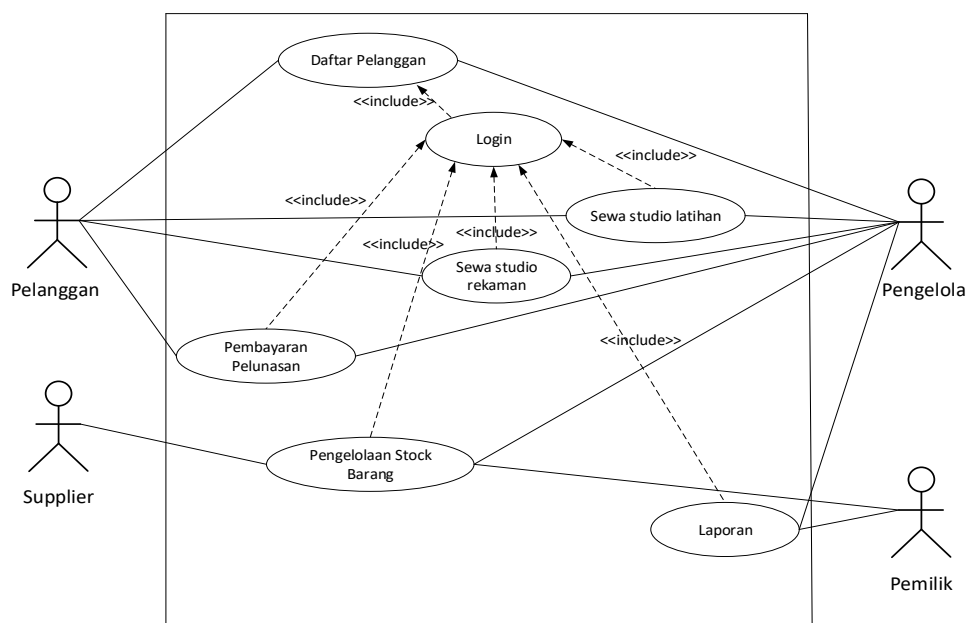 Daftar Pelanggan
<<include>>
Login
<<include>>
<<include>>
Sewa studio latihan
Pelanggan
Pengelola
<<include>>
<<include>>
Sewa studio
rekaman
<<include>>
Pembayaran
Pelunasan
Pengelolaan Stock
Barang
Supplier
Laporan
Pemilik